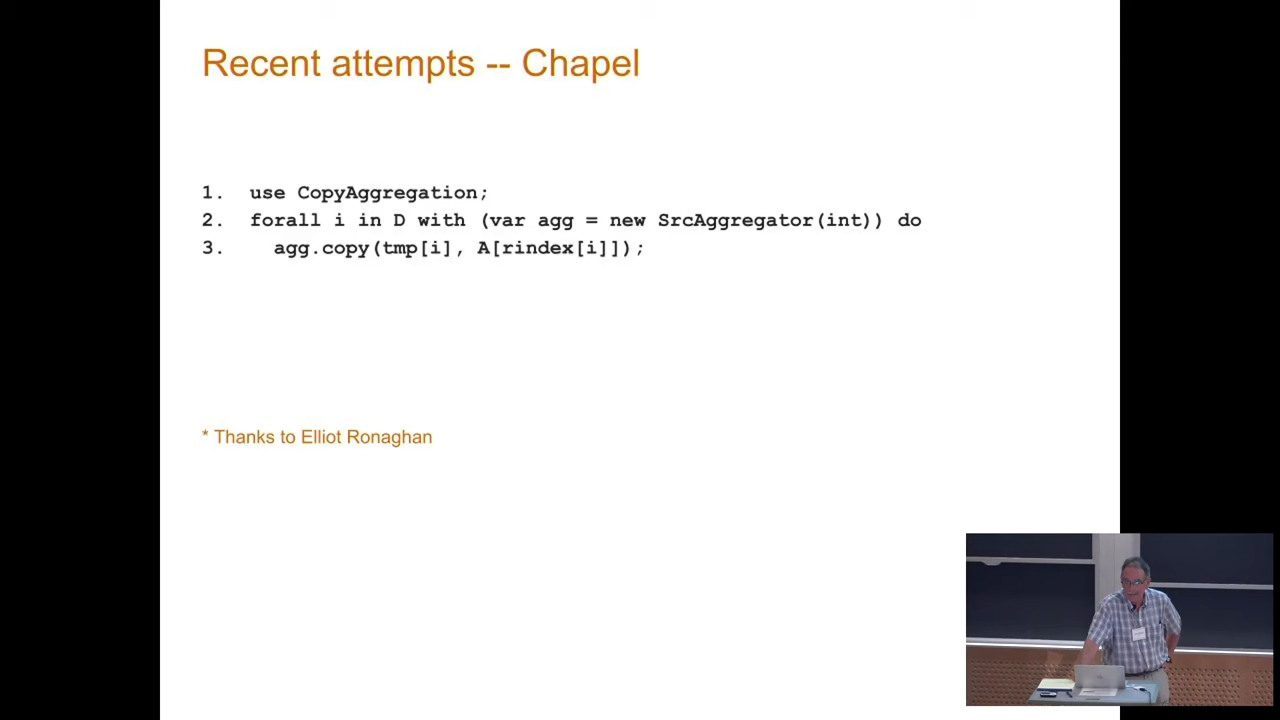 Recent attempts -- Chapel
1. use CopyAggregation;
2. forall i in D with (var agg = new SrcAggregator(int)) do
3. agg.copy(tmp[i], A[rindex[i]]);
* Thanks to Elliot Ronaghan